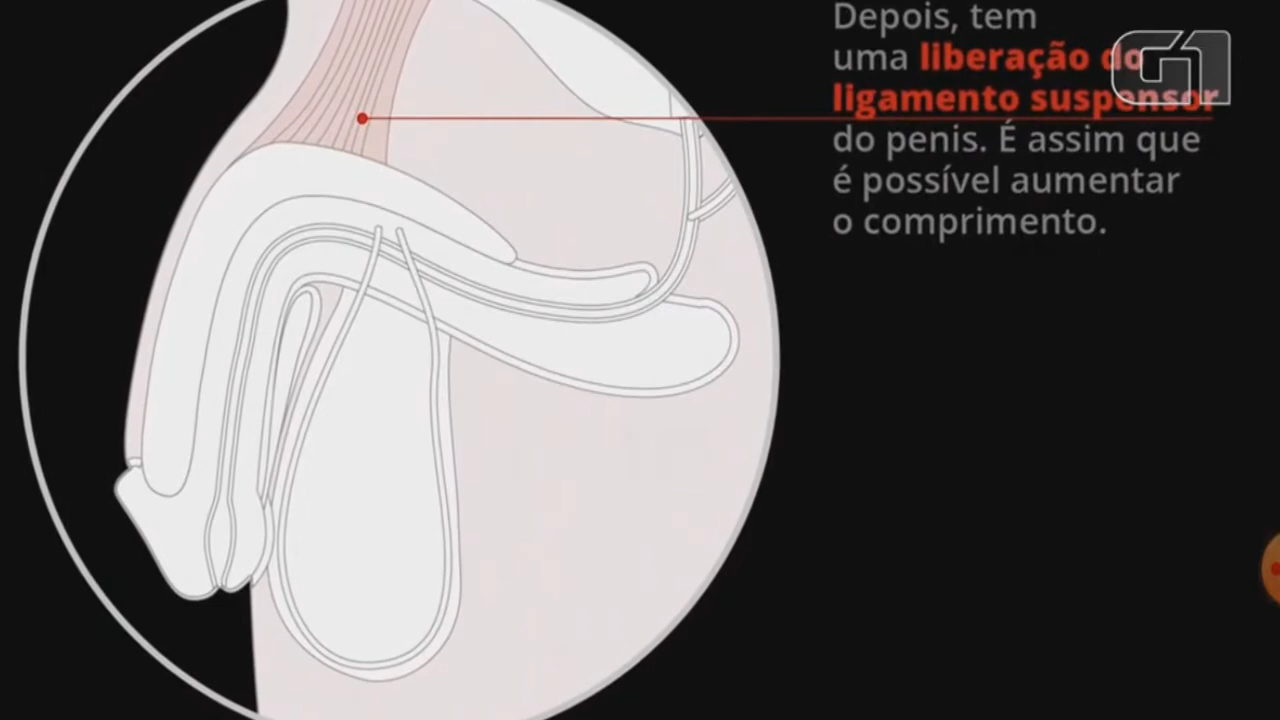 Depois, tem
uma liberação do
ligamento suspensor
do penis. É assim que
é possível aumentar
o comprimento.
G1